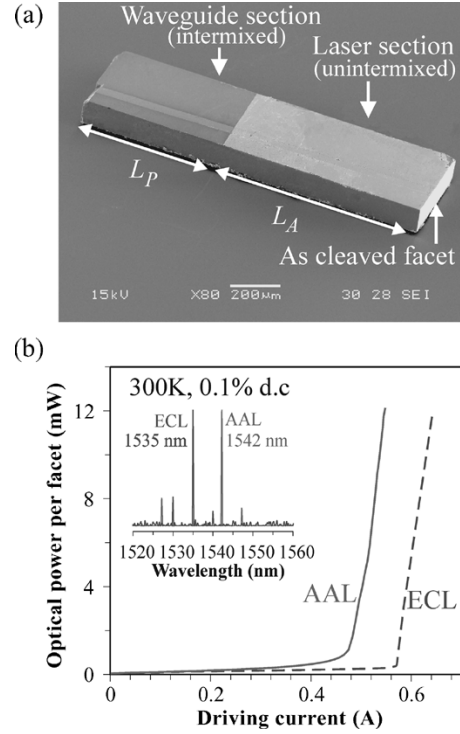 (a)
Waveguide section
(intermixed)
Laser section
(unintermixed)
L_P
L_A
As cleaved facet
15kV X80 200μm 30 28 SEI
(b)
Optical power per facet (mW)
12
8
4
0
300K, 0.1% d.c
ECL
1535 nm
AAL
1542 nm
1520 1530 1540 1550 1560
Wavelength (nm)
AAL
ECL
0 0.2 0.4 0.6
Driving current (A)